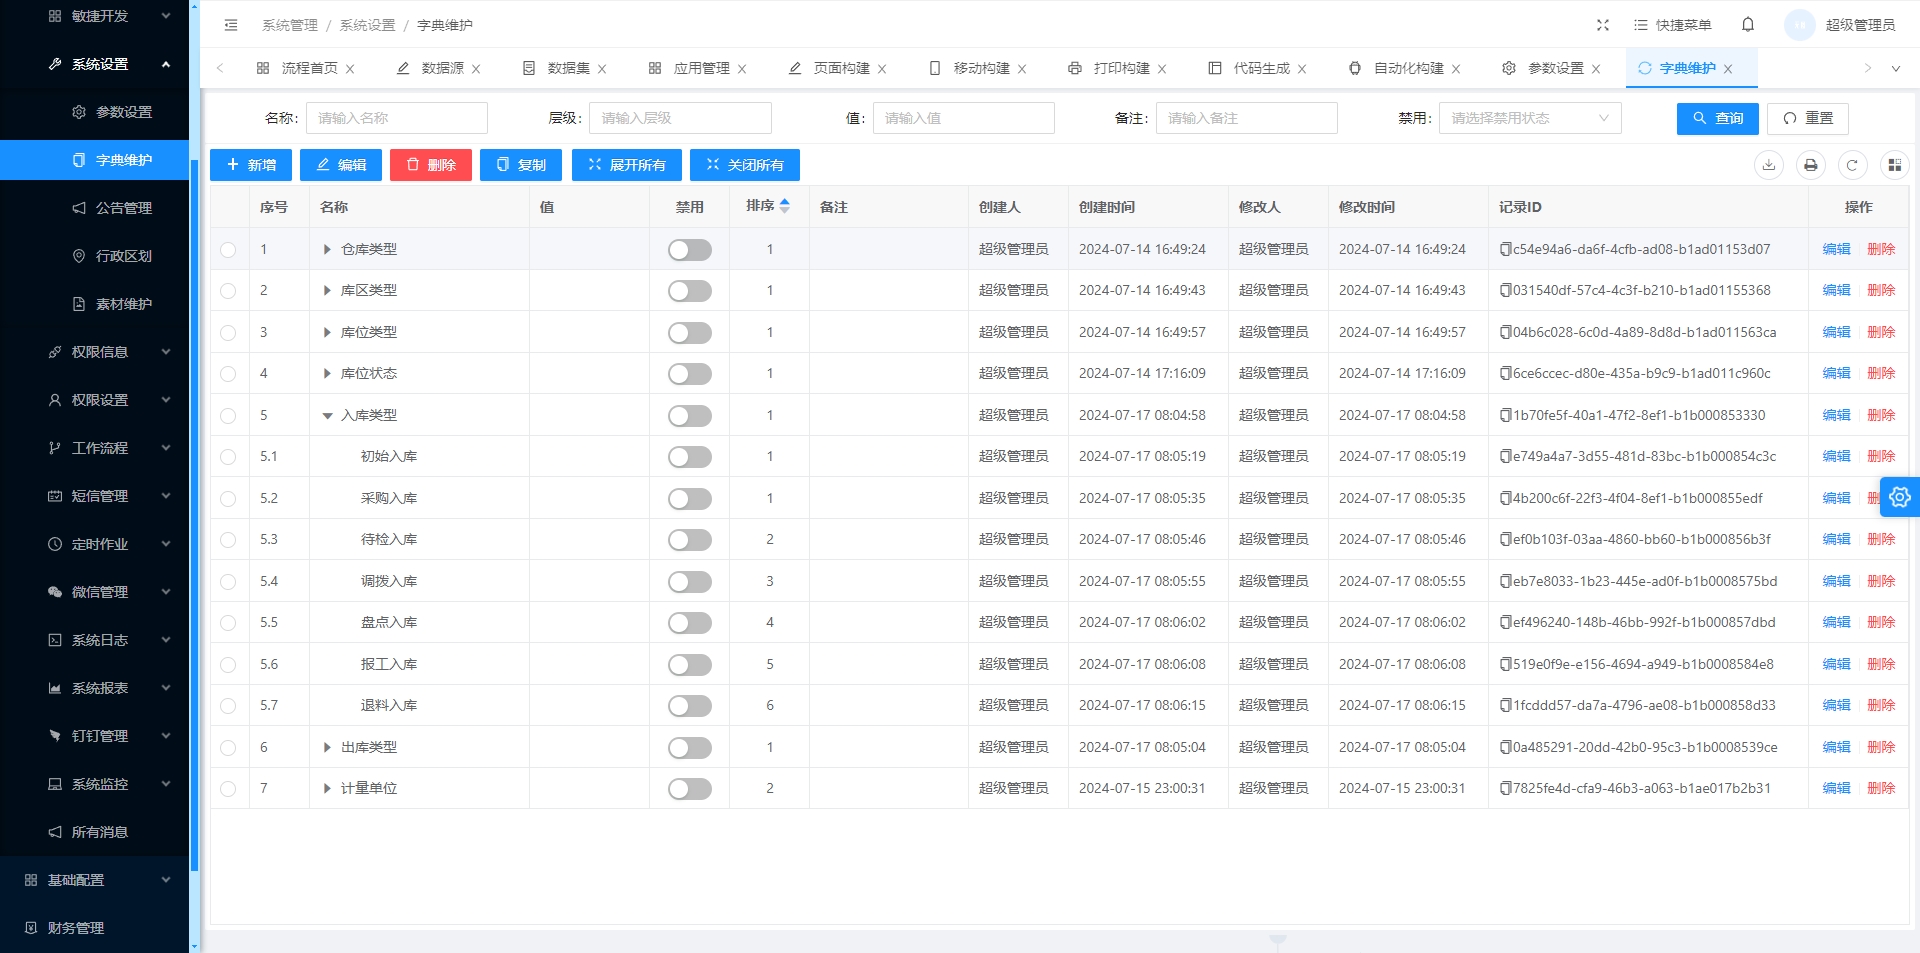 敏捷开发
系统设置
参数设置
字典维护
公告管理
行政区划
素材维护
权限信息
权限设置
工作流程
短信管理
定时作业
微信管理
系统日志
系统报表
钉钉管理
系统监控
所有消息
基础配置
财务管理
系统管理 / 系统设置 / 字典维护
快捷菜单 超级管理员
流程首页 数据源 数据集 应用管理 页面构建 移动构建 打印构建 代码生成 自动化构建 参数设置 字典维护
名称: 请输入名称 层级: 请输入层级 值: 请输入值 备注: 请输入备注 禁用: 请选择禁用状态 查询 重置
新增 编辑 删除 复制 展开所有 关闭所有
序号 名称 值 禁用 排序 备注 创建人 创建时间 修改人 修改时间 记录ID 操作
1 仓库类型 1 超级管理员 2024-07-14 16:49:24 超级管理员 2024-07-14 16:49:24 c54e94a6-da6f-4cfb-ad08-b1ad01153d07 编辑 删除
2 库区类型 1 超级管理员 2024-07-14 16:49:43 超级管理员 2024-07-14 16:49:43 031540df-57c4-4c3f-b210-b1ad01155368 编辑 删除
3 库位类型 1 超级管理员 2024-07-14 16:49:57 超级管理员 2024-07-14 16:49:57 04b6c028-6c0d-4a89-8d8d-b1ad011563ca 编辑 删除
4 库位状态 1 超级管理员 2024-07-14 17:16:09 超级管理员 2024-07-14 17:16:09 6ce6ccec-d80e-435a-b9c9-b1ad011c960c 编辑 删除
5 入库类型 1 超级管理员 2024-07-17 08:04:58 超级管理员 2024-07-17 08:04:58 1b70fe5f-40a1-47f2-8ef1-b1b000853330 编辑 删除
5.1 初始入库 1 超级管理员 2024-07-17 08:05:19 超级管理员 2024-07-17 08:05:19 e749a4a7-3d55-481d-83bc-b1b000854c3c 编辑 删除
5.2 采购入库 1 超级管理员 2024-07-17 08:05:35 超级管理员 2024-07-17 08:05:35 4b200c6f-22f3-4f04-8ef1-b1b000855edf 编辑
5.3 待检入库 2 超级管理员 2024-07-17 08:05:46 超级管理员 2024-07-17 08:05:46 ef0b103f-03aa-4860-bb60-b1b000856b3f 编辑 删除
5.4 调拨入库 3 超级管理员 2024-07-17 08:05:55 超级管理员 2024-07-17 08:05:55 eb7e8033-1b23-445e-ad0f-b1b0008575bd 编辑 删除
5.5 盘点入库 4 超级管理员 2024-07-17 08:06:02 超级管理员 2024-07-17 08:06:02 ef496240-148b-46bb-992f-b1b000857dbd 编辑 删除
5.6 报工入库 5 超级管理员 2024-07-17 08:06:08 超级管理员 2024-07-17 08:06:08 519e0f9e-e156-4694-a949-b1b0008584e8 编辑 删除
5.7 退料入库 6 超级管理员 2024-07-17 08:06:15 超级管理员 2024-07-17 08:06:15 1fcddd57-da7a-4796-ae08-b1b000858d33 编辑 删除
6 出库类型 1 超级管理员 2024-07-17 08:05:04 超级管理员 2024-07-17 08:05:04 0a485291-20dd-42b0-95c3-b1b0008539ce 编辑 删除
7 计量单位 2 超级管理员 2024-07-15 23:00:31 超级管理员 2024-07-15 23:00:31 7825fe4d-cfa9-46b3-a063-b1ae017b2b31 编辑 删除